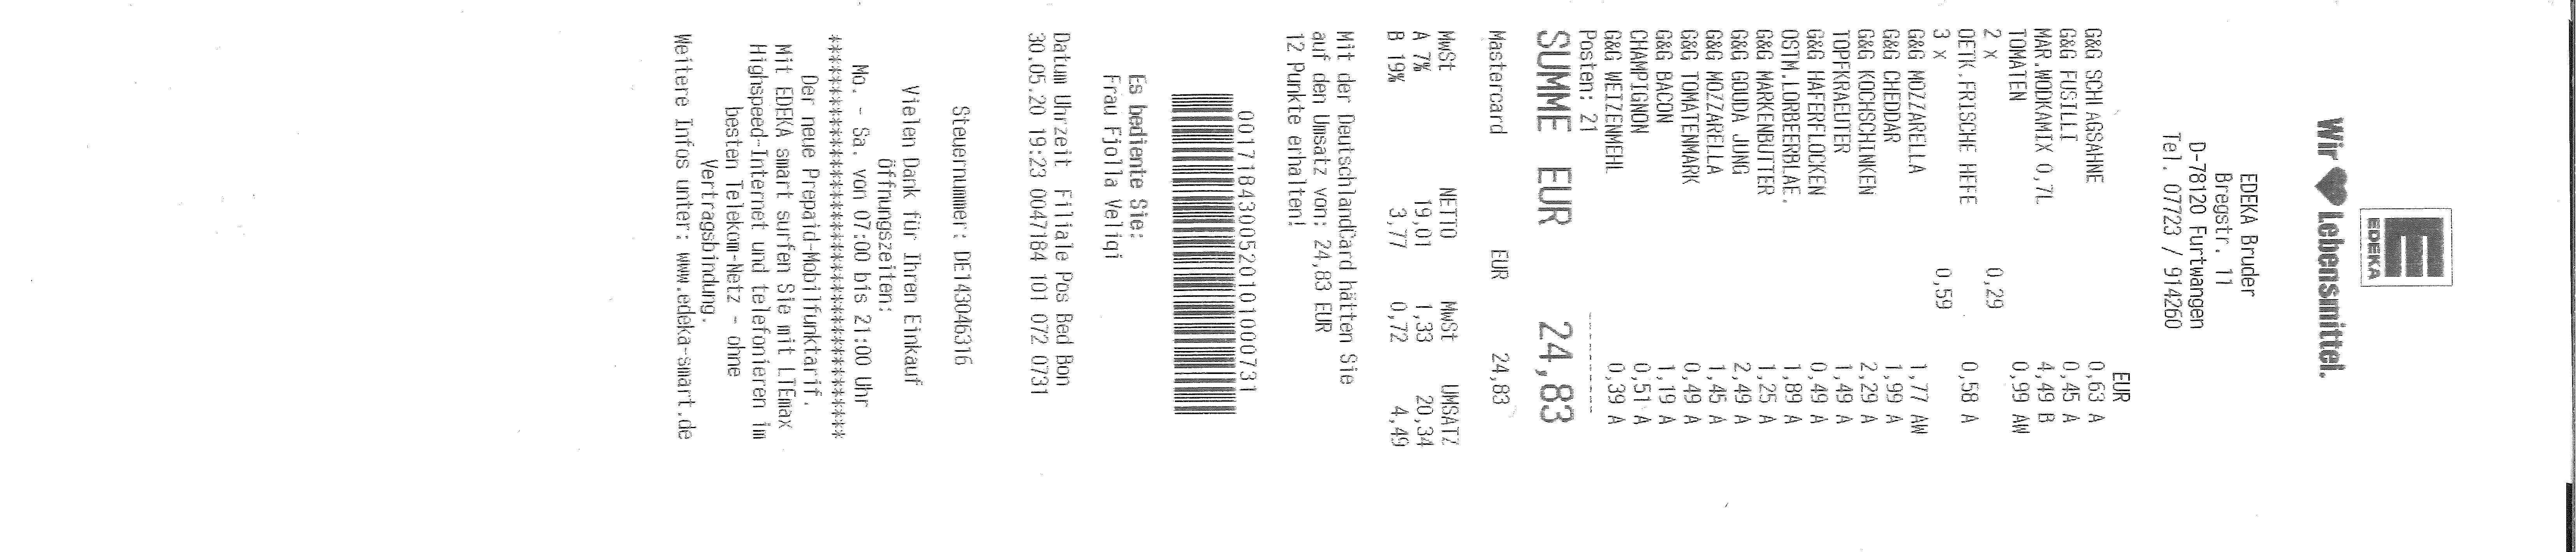 E
EDEKA
Wir ♥ Lebensmittel.
EDEKA Bruder
Bregstr. 11
D-78120 Furtwangen
Tel. 07723 / 914260
EUR
G&G SCHLAGSAHNE 0,63 A
G&G FUSILLI 0,45 A
MAR.WODKAMIX 0,7L 4,49 B
TOMATEN 0,99 AW
2 x 0,29
OETK.FRISCHE HEFE 0,58 A
3 x 0,59
G&G MOZZARELLA 1,77 AW
G&G CHEDDAR 1,99 A
G&G KOCHSCHINKEN 2,29 A
TOPFKRAEUTER 1,49 A
G&G HAFERFLOCKEN 0,49 A
OSTM.LORBEERBLAE. 1,89 A
G&G MARKENBUTTER 1,25 A
G&G GOUDA JUNG 2,49 A
G&G MOZZARELLA 1,45 A
G&G TOMATENMARK 0,49 A
G&G BACON 1,19 A
CHAMPIGNON 0,51 A
G&G WEIZENMEHL 0,39 A
Posten: 21
SUMME EUR 24,83
Mastercard EUR 24,83
MwSt NETTO MwSt UMSATZ
A 7% 19,01 1,33 20,34
B 19% 3,77 0,72 4,49
Mit der DeutschlandCard hätten Sie
auf den Umsatz von: 24,83 EUR
12 Punkte erhalten!
00171843005201010000731
Es bediente Sie:
Frau Fjolla Veliqi
Datum Uhrzeit Filiale Pos Bed Bon
30.05.20 19:23 0047184 101 072 0731
Steuernummer: DE143046316
Vielen Dank für Ihren Einkauf
Öffnungszeiten:
Mo. - Sa. von 07:00 bis 21:00 Uhr
***********************************
Der neue Prepaid-Mobilfunktarif.
Mit EDEKA smart surfen Sie mit LTEmax
Highspeed-Internet und telefonieren im
besten Telekom-Netz - ohne
Vertragsbindung.
Weitere Infos unter: www.edeka-smart.de